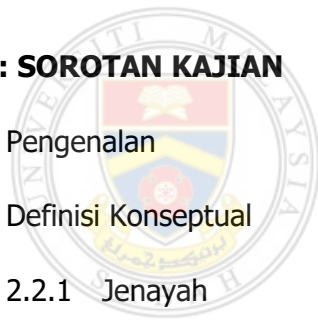 : SOROTAN KAJIAN
Pengenalan
Definisi Konseptual
2.2.1 Jenayah